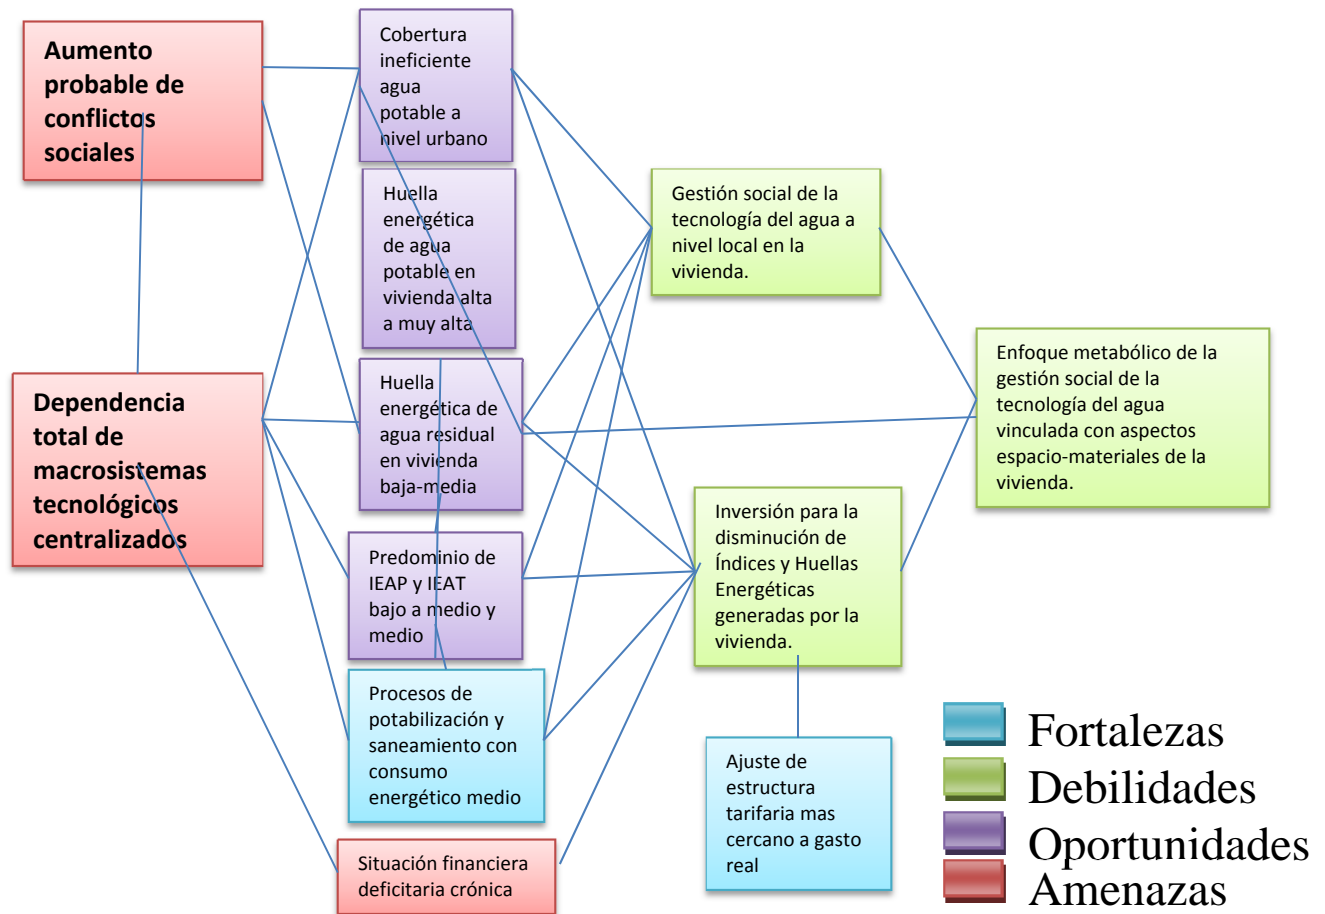 Aumento
probable de
conflictos
sociales
Dependencia
total de
macrosistemas
tecnológicos
centralizados
Cobertura
ineficiente
agua
potable a
nivel urbano
Huella
energética
de agua
potable en
vivienda alta
a muy alta
Huella
energética de
agua residual
en vivienda
baja-media
Predominio de
IEAP y IEAT
bajo a medio y
medio
Procesos de
potabilización y
saneamiento con
consumo
energético medio
Situación financiera
deficitaria crónica
Gestión social de la
tecnología del agua a
nivel local en la
vivienda.
Inversión para la
disminución de
Índices y Huellas
Energéticas
generadas por la
vivienda.
Ajuste de
estructura
tarifaria mas
cercano a gasto
real
Enfoque metabólico de la
gestión social de la
tecnología del agua
vinculada con aspectos
espacio-materiales de la
vivienda.
Fortalezas
Debilidades
Oportunidades
Amenazas